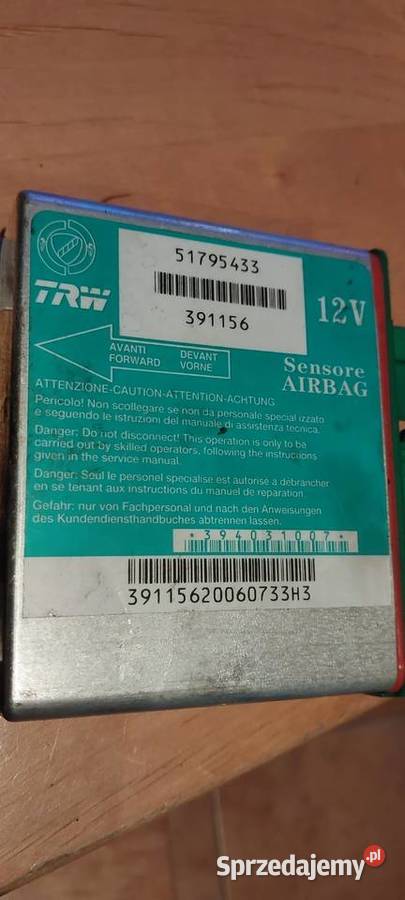 51795433
391156
TRW
12V
AVANTI
FORWARD
DEVANT
VORNE
Sensore
AIRBAG
ATTENZIONE-CAUTION-ATTENTION-ACHTUNG
Pericolo! Non scollegare se non da personale specializzato
e seguendo le istruzioni del manuale di assistenza tecnica.
Danger: Do not disconnect! This operation is only to be
carried out by skilled operators, following the instructions
given in the service manual.
Danger: Seul le personel specialise est autorise a debrancher
en se tenant aux instructions du manuel de reparation.
Gefahr: nur von Fachpersonal und nach den Anweisungen
des Kundendiensthandbuches abtrennen lassen.
*394031007*
39115620060733H3
Sprzedajemy.pl